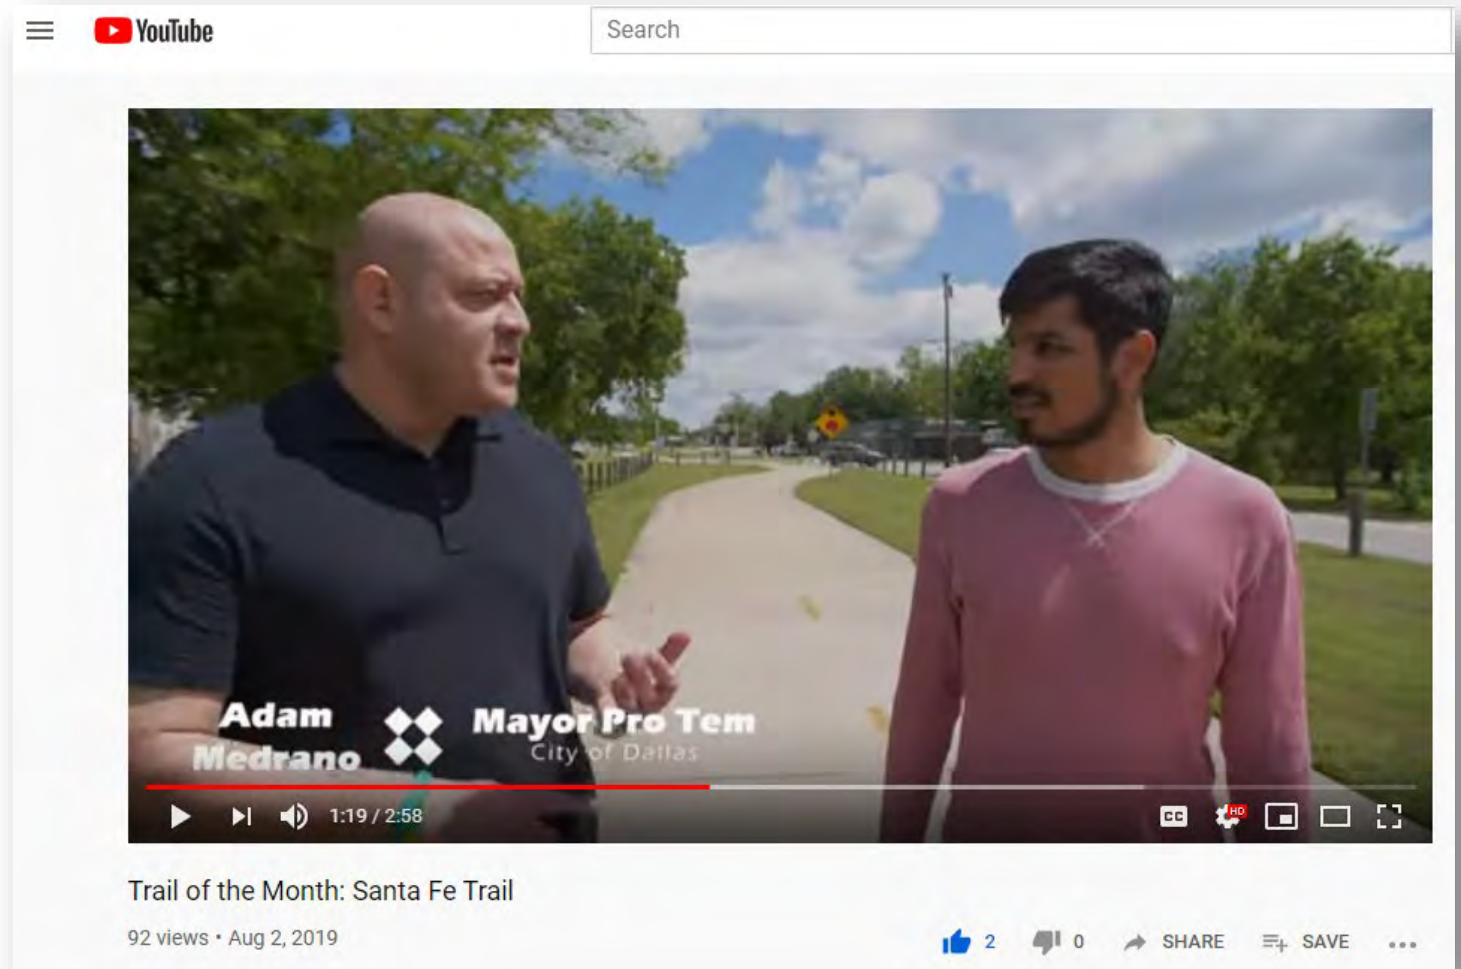 YouTube
Search
Adam
Medrano
Mayor Pro Tem
City of Dallas
1:19 / 2:58
CC
HD
Trail of the Month: Santa Fe Trail
92 views • Aug 2, 2019
2
0
SHARE
SAVE